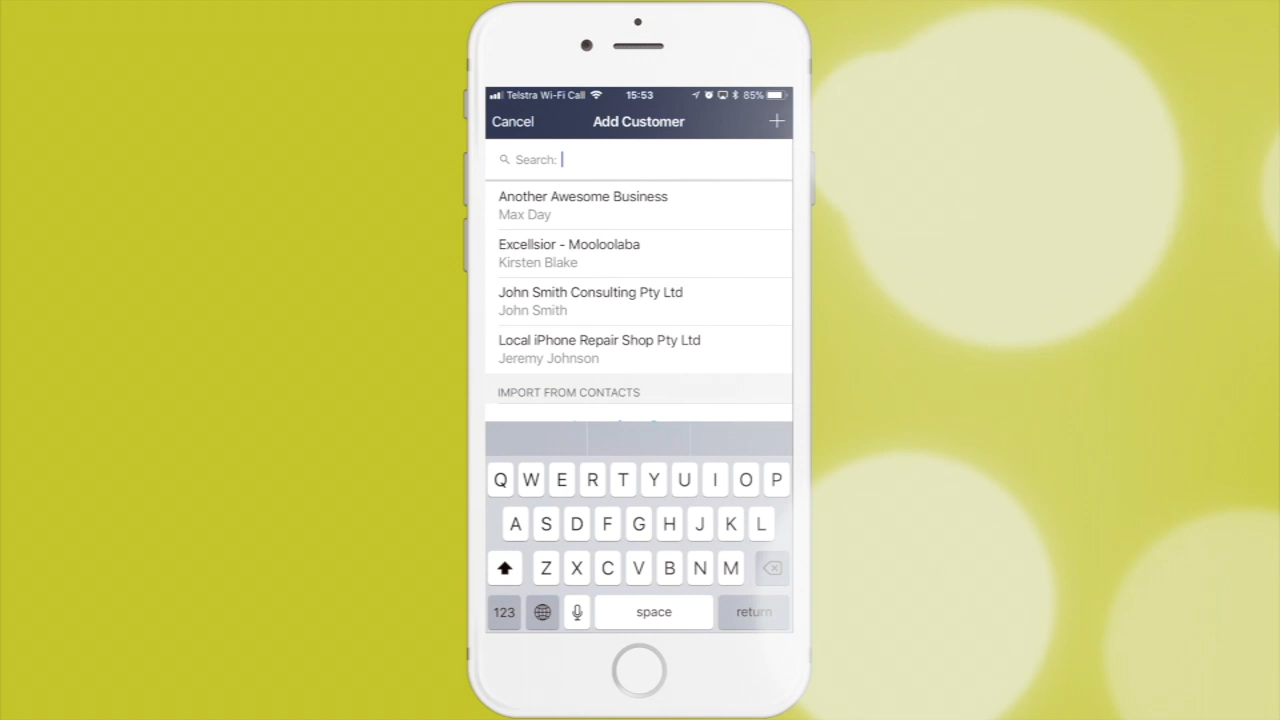 Telstra Wi-Fi Call 15:53 85%
Cancel Add Customer
Search:
Another Awesome Business
Max Day
Excellsior - Mooloolaba
Kirsten Blake
John Smith Consulting Pty Ltd
John Smith
Local iPhone Repair Shop Pty Ltd
Jeremy Johnson
IMPORT FROM CONTACTS
Q W E R T Y U I O P
A S D F G H J K L
Z X C V B N M
123 space return